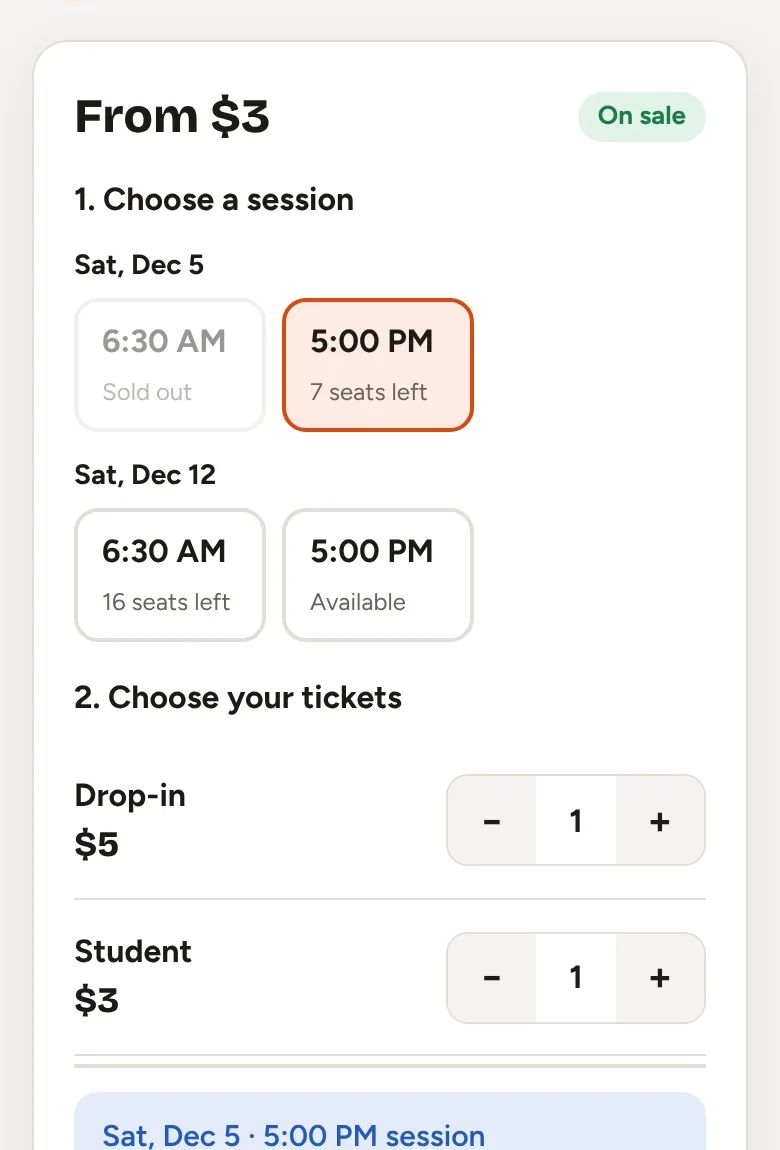 From $3
On sale
1. Choose a session
Sat, Dec 5
6:30 AM
Sold out
5:00 PM
7 seats left
Sat, Dec 12
6:30 AM
16 seats left
5:00 PM
Available
2. Choose your tickets
Drop-in
$5
− 1 +
Student
$3
− 1 +
Sat, Dec 5 · 5:00 PM session